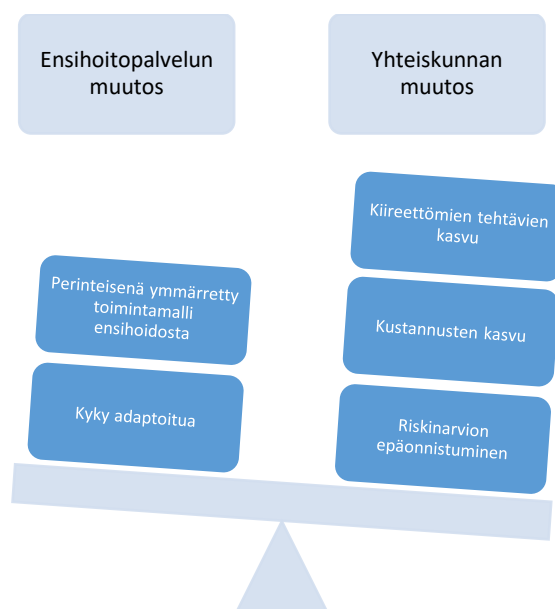 Ensihoitopalvelun
muutos
Yhteiskunnan
muutos
Perinteisenä ymmärretty
toimintamalli
ensihoidosta
Kyky adaptoitua
Kiireettömien tehtävien
kasvu
Kustannusten kasvu
Riskinarvion
epäonnistuminen